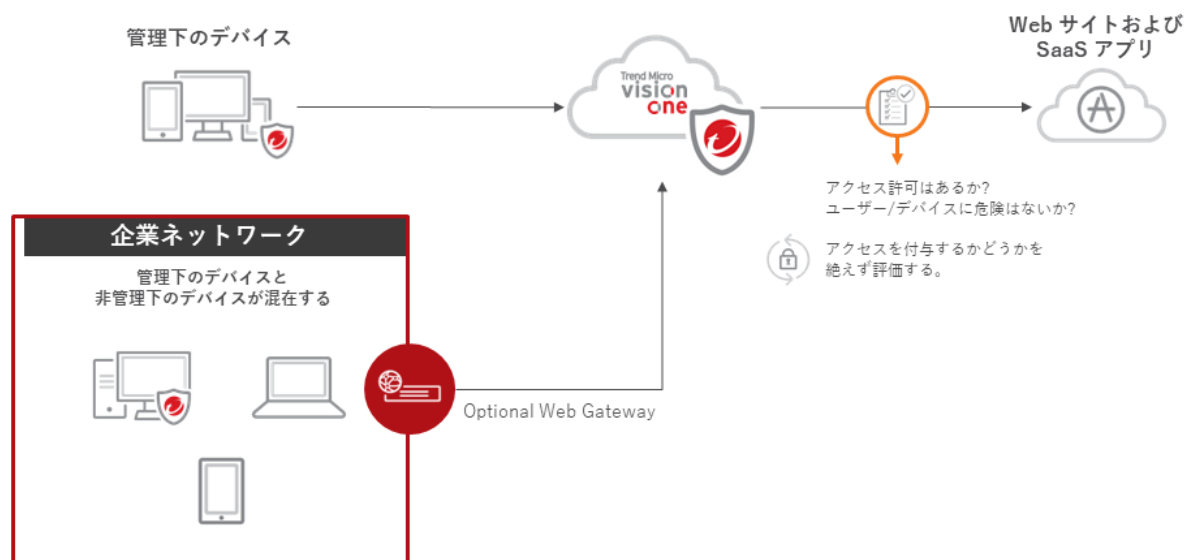 管理下のデバイス
Trend Micro
vision
one
Web サイトおよび
SaaS アプリ
アクセス許可はあるか?
ユーザー/デバイスに危険はないか?
アクセスを付与するかどうかを
絶えず評価する。
企業ネットワーク
管理下のデバイスと
非管理下のデバイスが混在する
Optional Web Gateway